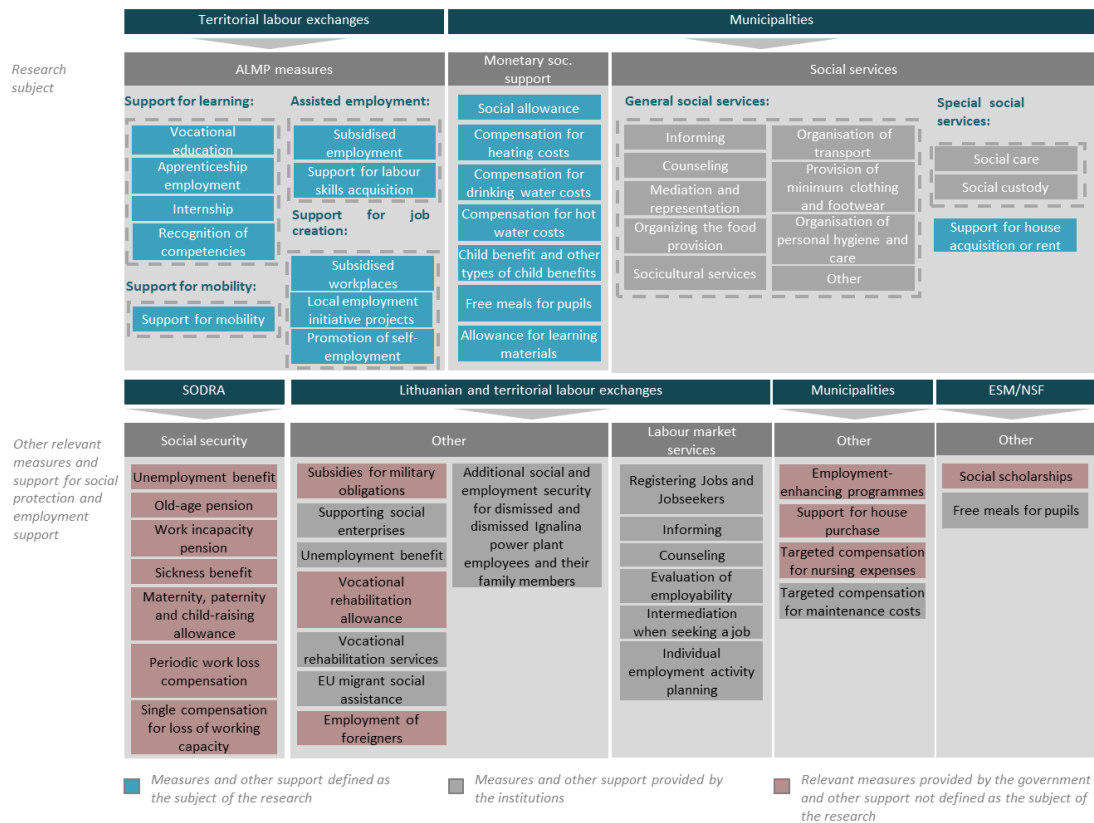 Territorial labour exchanges
Municipalities
Research
subject
ALMP measures
Support for learning:
Vocational
education
Apprenticeship
employment
Internship
Recognition of
competencies
Support for mobility:
Support for mobility
Assisted employment:
Subsidised
employment
Support for labour
skills acquisition
Support for job
creation:
Subsidised
workplaces
Local employment
initiative projects
Promotion of self-
employment
Monetary soc.
support
Social allowance
Compensation for
heating costs
Compensation for
drinking water costs
Compensation for hot
water costs
Child benefit and other
types of child benefits
Free meals for pupils
Allowance for learning
materials
Social services
General social services:
Informing
Counseling
Mediation and
representation
Organizing the food
provision
Socicultural services
Organisation of
transport
Provision of
minimum clothing and
footwear
Organisation of
personal hygiene and
care
Other
Special social
services:
Social care
Social custody
Support for house
acquisition or rent
SODRA
Lithuanian and territorial labour exchanges
Municipalities
ESM/NSF
Other relevant
measures and
support for social
protection and
employment
support
Social security
Unemployment benefit
Old-age pension
Work incapacity
pension
Sickness benefit
Maternity, paternity
and child-raising
allowance
Periodic work loss
compensation
Single compensation
for loss of working
capacity
Other
Subsidies for military
obligations
Supporting social
enterprises
Unemployment benefit
Vocational
rehabilitation
allowance
Vocational
rehabilitation services
EU migrant social
assistance
Employment of
foreigners
Additional social and
employment security
for dismissed and
dismissed Ignalina
power plant
employees and their
family members
Labour market
services
Registering Jobs and
Jobseekers
Informing
Counseling
Evaluation of
employability
Intermediation
when seeking a job
Individual
employment activity
planning
Other
Employment-
enhancing programmes
Support for house
purchase
Targeted compensation
for nursing expenses
Targeted compensation
for maintenance costs
Other
Social scholarships
Free meals for pupils
Measures and other support defined as
the subject of the research
Measures and other support provided by
the institutions
Relevant measures provided by the government
and other support not defined as the subject of
the research